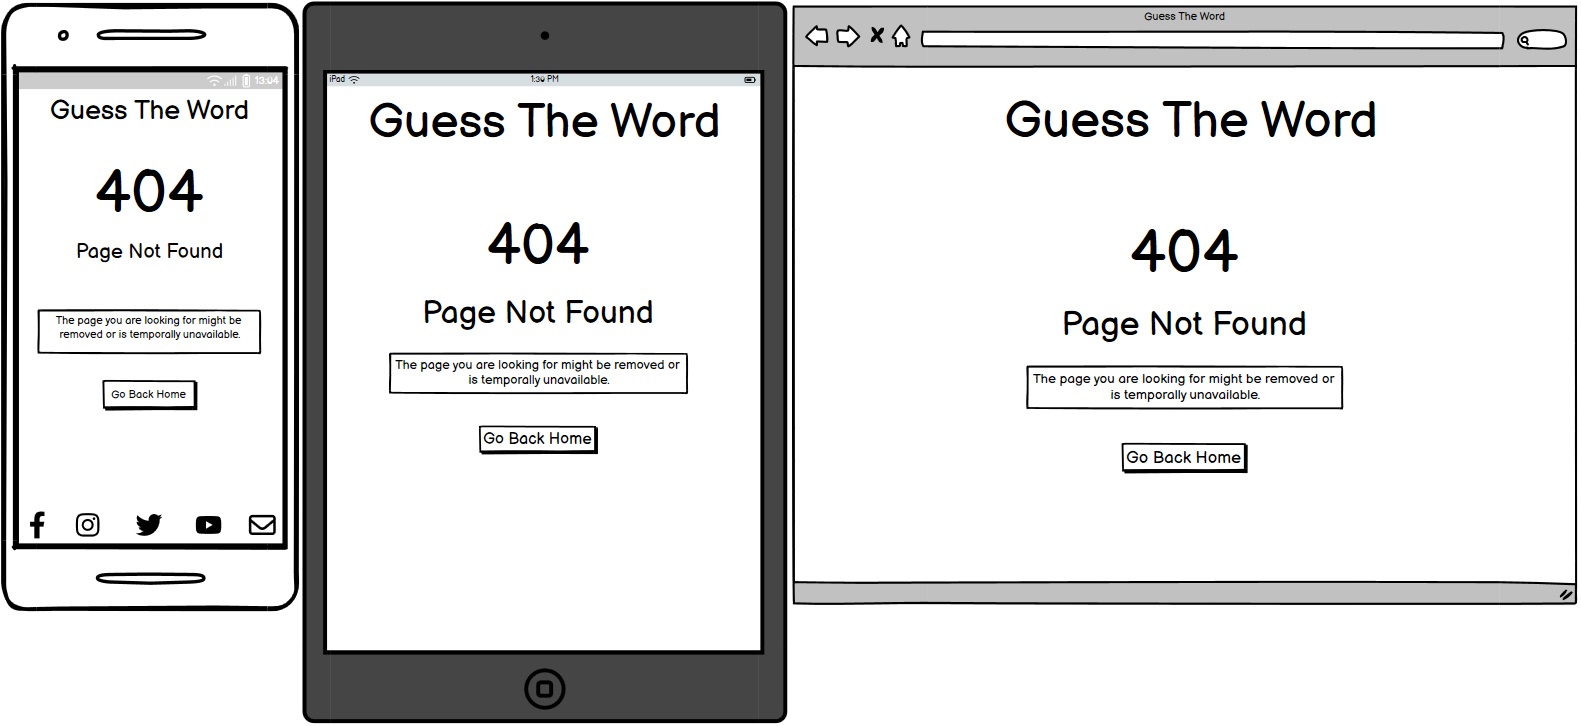 13:04
Guess The Word
404
Page Not Found
The page you are looking for might be
removed or is temporally unavailable.
Go Back Home
iPad
1:30 PM
Guess The Word
404
Page Not Found
The page you are looking for might be removed or
is temporally unavailable.
Go Back Home
Guess The Word
Guess The Word
404
Page Not Found
The page you are looking for might be removed or
is temporally unavailable.
Go Back Home